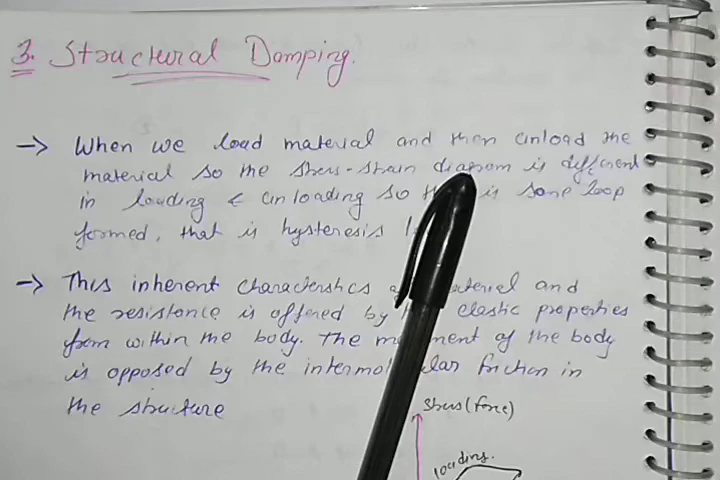 3. Structural Damping.
→ When we load material and then unload the
material so the stress-strain diagram is different
in loading & unloading so is some loop
formed, that is hysteresis
→ This inherent characteristics material and
the resistance is offered by elastic properties
from within the body. The of the body
is opposed by the friction in
the structure
stress (force)
loading.